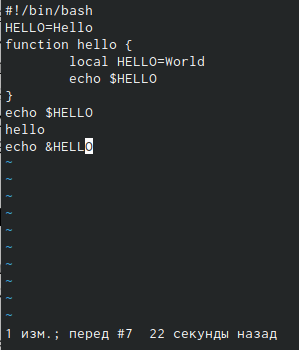 #!/bin/bash
HELLO=Hello
function hello {
        local HELLO=World
        echo $HELLO
}
echo $HELLO
hello
echo &HELLO
~
~
~
~
~
~
~
~
~
~
1 изм.; перед #7  22 секунды назад